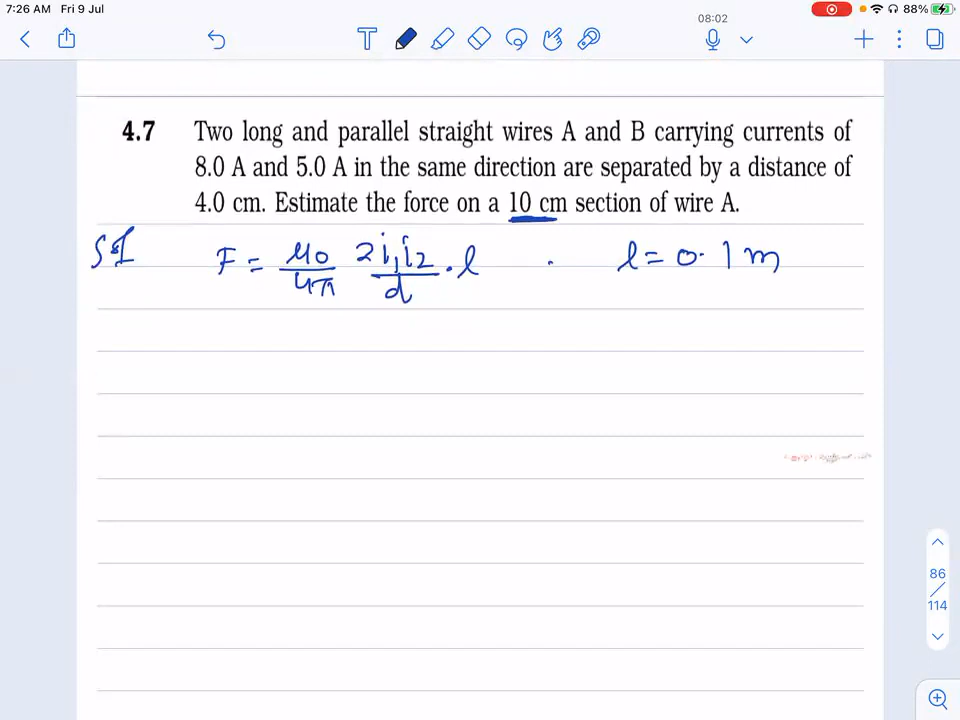 7:26 AM Fri 9 Jul
88%
08:02
T
4.7 Two long and parallel straight wires A and B carrying currents of
8.0 A and 5.0 A in the same direction are separated by a distance of
4.0 cm. Estimate the force on a 10 cm section of wire A.
F = μ0/4π 2i1i2/d . l . l = 0.1 m
86
/
114